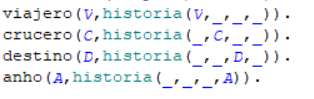 viajero(V,historia(V,_,_,_)).
crucero(C,historia(_,C,_,_)).
destino(D,historia(_,_,D,_)).
anho(A,historia(_,_,_,A)).